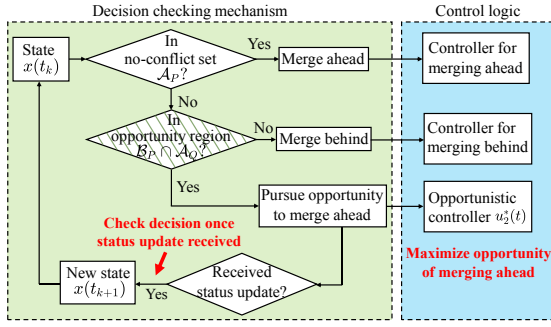 Decision checking mechanism
Control logic
State
x(t_k)
In
no-conflict set
𝒜_P?
Yes
Merge ahead
Controller for
merging ahead
No
In
opportunity region
ℬ_P ∩ 𝒜_Q?
No
Merge behind
Controller for
merging behind
Yes
Pursue opportunity
to merge ahead
Opportunistic
controller u_2^*(t)
Check decision once
status update received
Maximize opportunity
of merging ahead
New state
x(t_{k+1})
Yes
Received
status update?